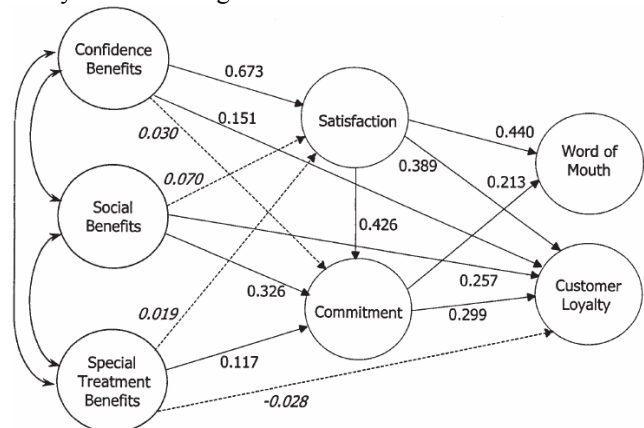 Confidence
Benefits
0.673
0.151
0.030
Satisfaction
0.440
0.389
Word of
Mouth
0.213
0.070
Social
Benefits
0.426
0.257
0.326
0.019
Commitment
0.299
Customer
Loyalty
Special
Treatment
Benefits
0.117
-0.028